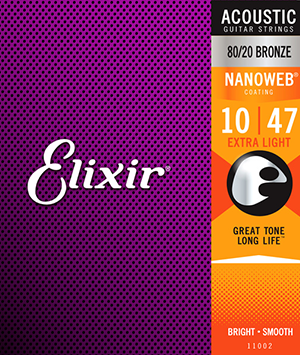 ACOUSTIC
GUITAR STRINGS
80/20 BRONZE
NANOWEB®
COATING
10 | 47
EXTRA LIGHT
Elixir®
GREAT TONE
LONG LIFE™
BRIGHT • SMOOTH
11002